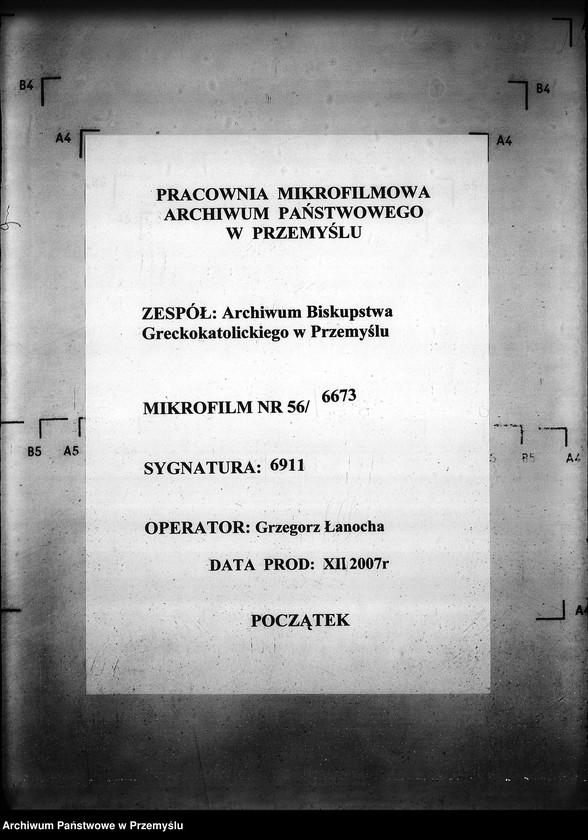 B4
B4
A4
A4
PRACOWNIA MIKROFILMOWA
ARCHIWUM PAŃSTWOWEGO
W PRZEMYŚLU
ZESPÓŁ: Archiwum Biskupstwa
Greckokatolickiego w Przemyślu
MIKROFILM NR 56/ 6673
B5 A5
5 B5 A4
SYGNATURA: 6911
OPERATOR: Grzegorz Łanocha
DATA PROD: XII 2007r
A4
POCZĄTEK
Archiwum Państwowe w Przemyślu